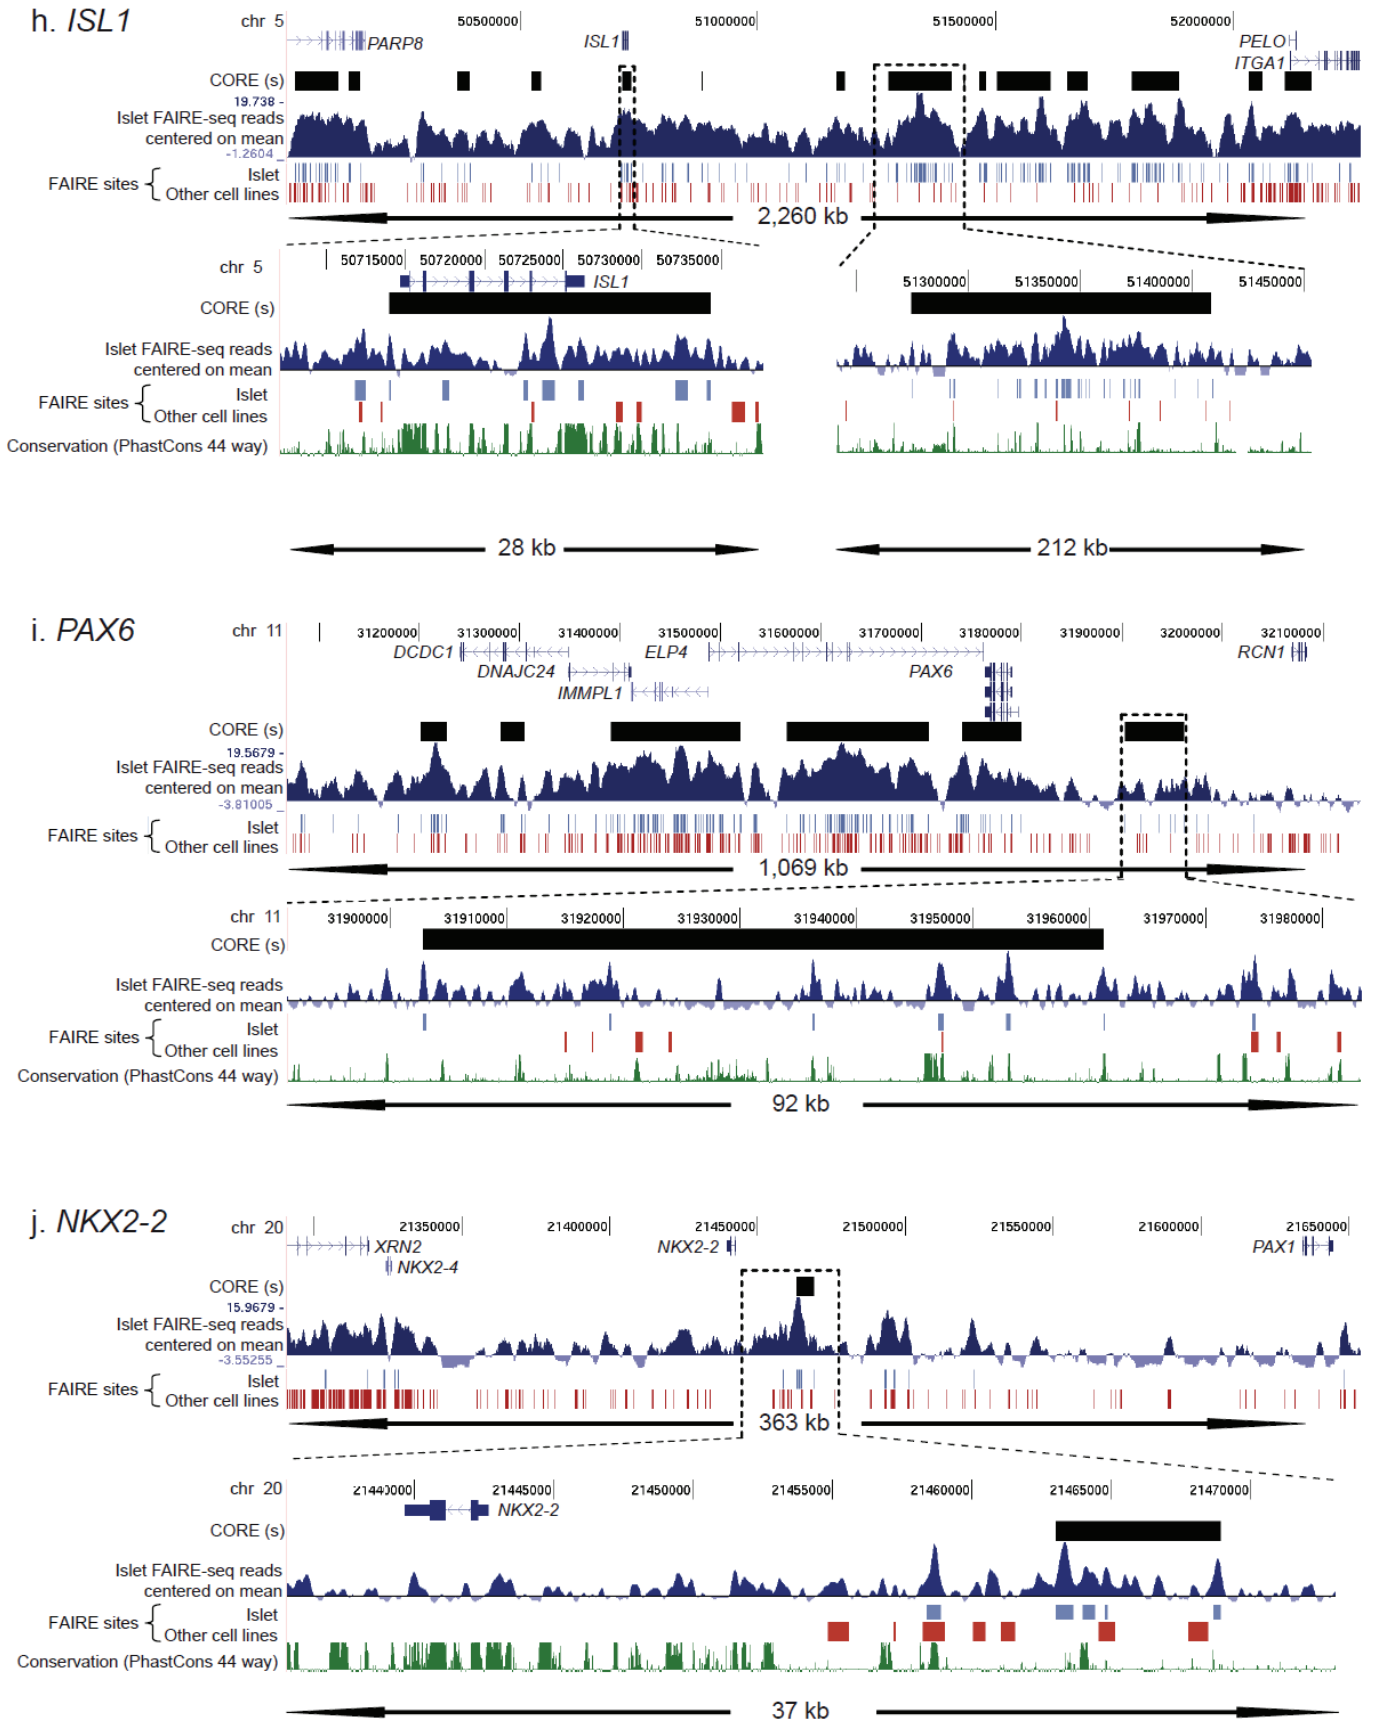 h. ISL1
chr 5 50500000 51000000 51500000 52000000
PARP8 ISL1 PELO
ITGA1
CORE (s)
19.738 -
Islet FAIRE-seq reads
centered on mean
-1.2604 _
Islet
FAIRE sites
Other cell lines
2,260 kb
chr 5 50715000 50720000 50725000 50730000 50735000
ISL1
51300000 51350000 51400000 51450000
CORE (s)
Islet FAIRE-seq reads
centered on mean
Islet
FAIRE sites
Other cell lines
Conservation (PhastCons 44 way)
28 kb 212 kb
i. PAX6
chr 11 31200000 31300000 31400000 31500000 31600000 31700000 31800000 31900000 32000000 32100000
DCDC1 ELP4 RCN1
DNAJC24 PAX6
IMMPL1
CORE (s)
19.5679 -
Islet FAIRE-seq reads
centered on mean
-3.81005 _
Islet
FAIRE sites
Other cell lines
1,069 kb
chr 11 31900000 31910000 31920000 31930000 31940000 31950000 31960000 31970000 31980000
CORE (s)
Islet FAIRE-seq reads
centered on mean
Islet
FAIRE sites
Other cell lines
Conservation (PhastCons 44 way)
92 kb
j. NKX2-2
chr 20 21350000 21400000 21450000 21500000 21550000 21600000 21650000
XRN2 NKX2-2 PAX1
NKX2-4
CORE (s)
15.9679 -
Islet FAIRE-seq reads
centered on mean
-3.55255 _
Islet
FAIRE sites
Other cell lines
363 kb
chr 20 21440000 21445000 21450000 21455000 21460000 21465000 21470000
NKX2-2
CORE (s)
Islet FAIRE-seq reads
centered on mean
Islet
FAIRE sites
Other cell lines
Conservation (PhastCons 44 way)
37 kb